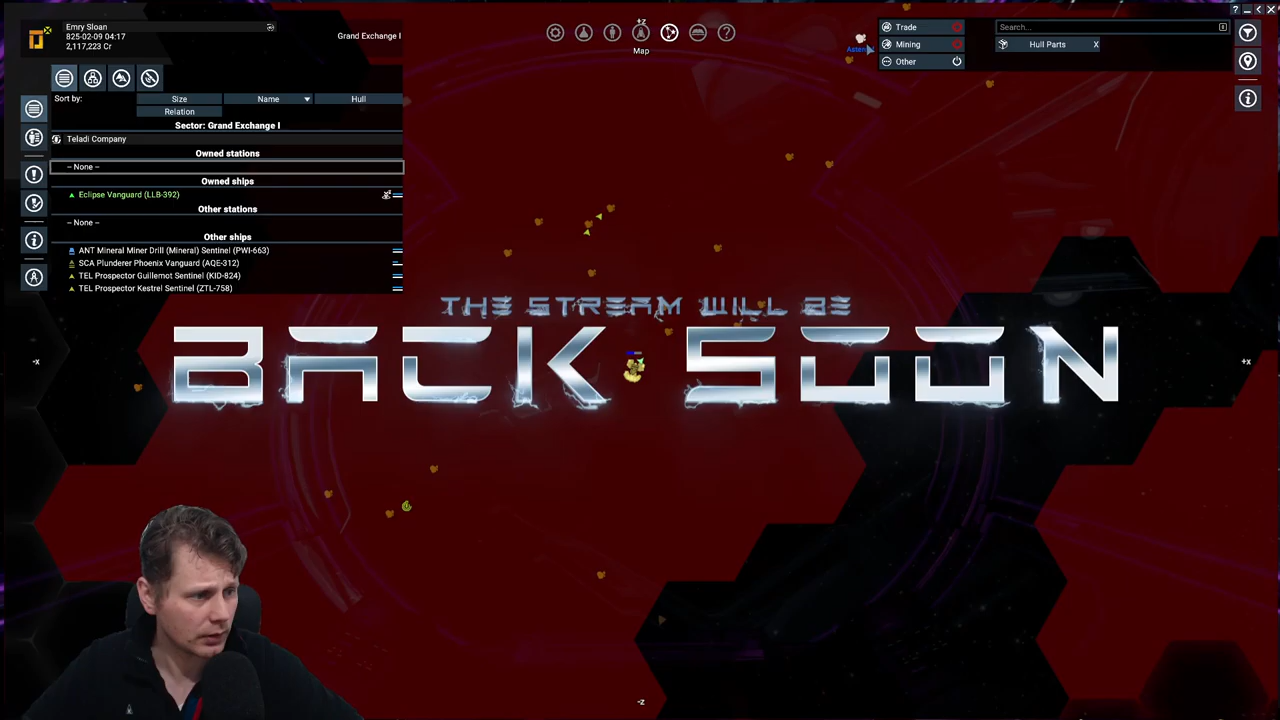 Emry Sloan
825-02-09 04:17
2,117,223 Cr
Grand Exchange I
+z
Map
Trade
Mining
Other
Search...
Hull Parts
X
Sort by:
Size
Name
Hull
Relation
Sector: Grand Exchange I
Teladi Company
Owned stations
-- None --
Owned ships
Eclipse Vanguard (LLB-392)
Other stations
-- None --
Other ships
ANT Mineral Miner Drill (Mineral) Sentinel (PWI-663)
SCA Plunderer Phoenix Vanguard (AQE-312)
TEL Prospector Guillemot Sentinel (KID-824)
TEL Prospector Kestrel Sentinel (ZTL-758)
THE STREAM WILL BE
BACK SOON
-x
+x
-z